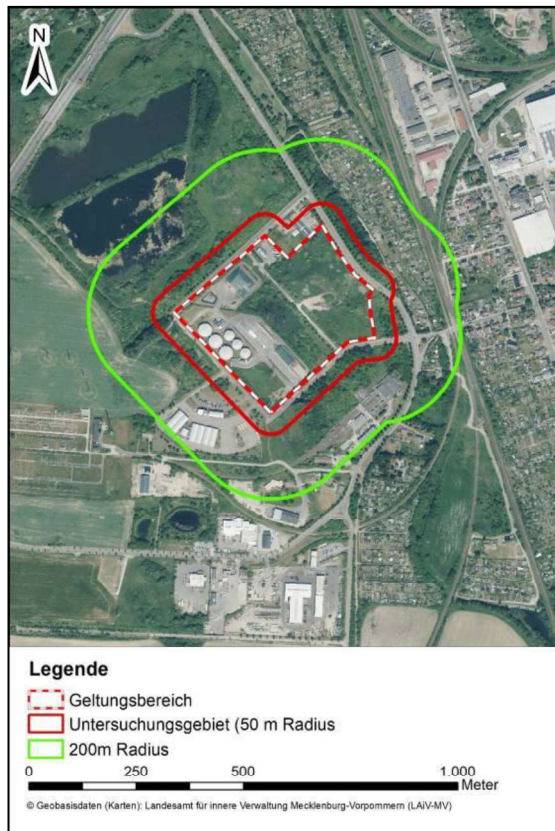 N
Legende
Geltungsbereich
Untersuchungsgebiet (50 m Radius
200m Radius
0 250 500 1.000
Meter
© Geobasisdaten (Karten): Landesamt für innere Verwaltung Mecklenburg-Vorpommern (LAiV-MV)